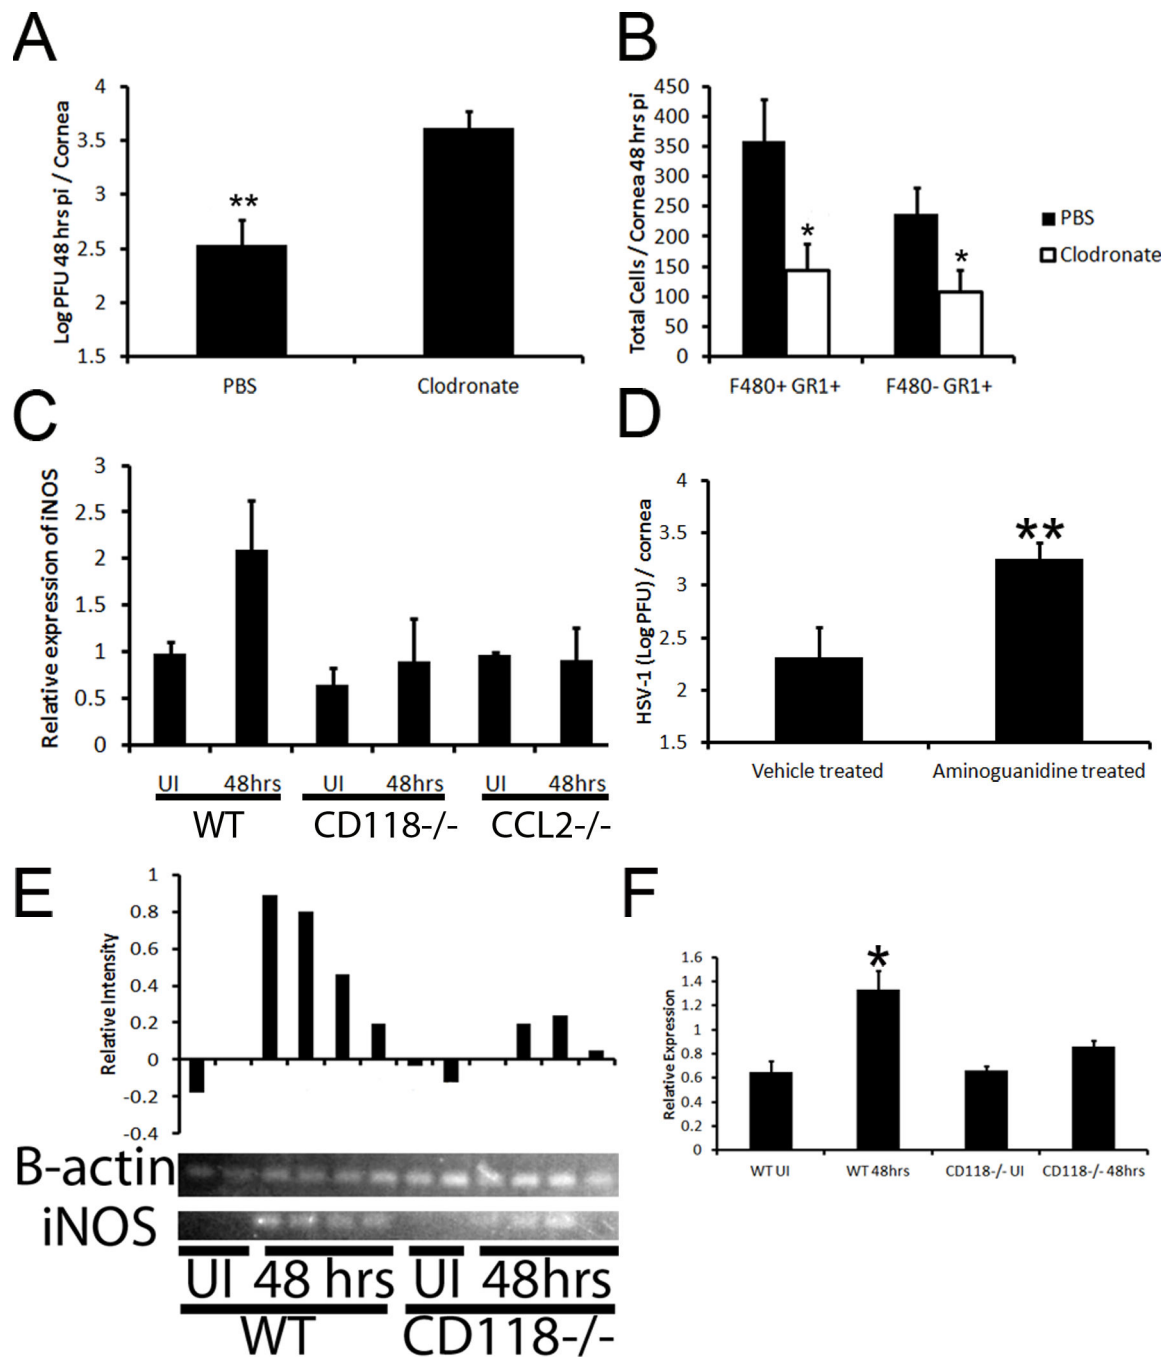 A
Log PFU 48 hrs pi / Cornea
4
3.5
3
2.5
2
1.5
**
PBS
Clodronate
B
Total Cells / Cornea 48 hrs pi
450
400
350
300
250
200
150
100
50
0
*
*
F480+ GR1+
F480- GR1+
PBS
Clodronate
C
Relative expression of iNOS
3
2.5
2
1.5
1
0.5
0
UI 48hrs UI 48hrs UI 48hrs
WT CD118-/- CCL2-/-
D
HSV-1 (Log PFU) / cornea
4
3.5
3
2.5
2
1.5
**
Vehicle treated
Aminoguanidine treated
E
Relative Intensity
1
0.8
0.6
0.4
0.2
0
-0.2
-0.4
B-actin
iNOS
UI 48 hrs UI 48hrs
WT CD118-/-
F
Relative Expression
1.6
1.4
1.2
1
0.8
0.6
0.4
0.2
0
*
WT UI
WT 48hrs
CD118-/- UI
CD118-/- 48hrs